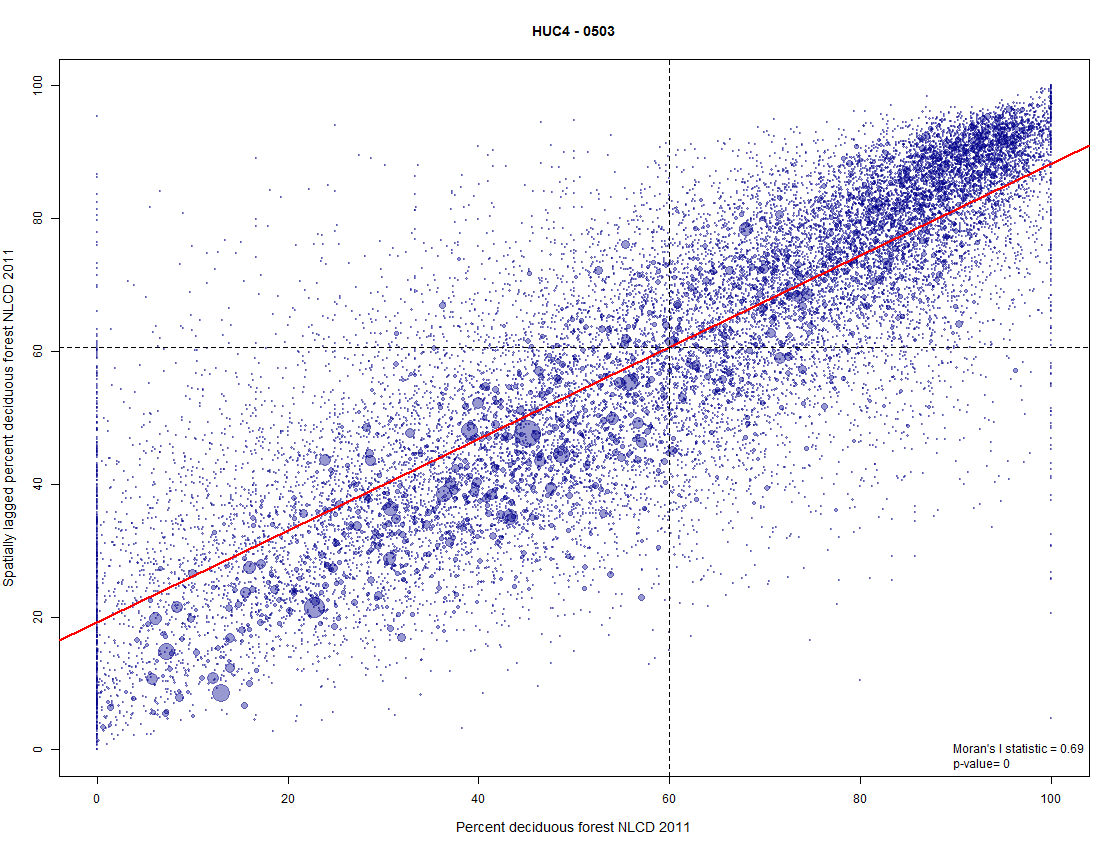 HUC4 - 0503
Spatially lagged percent deciduous forest NLCD 2011
100
80
60
40
20
0
Moran's I statistic = 0.69
p-value= 0
0 20 40 60 80 100
Percent deciduous forest NLCD 2011